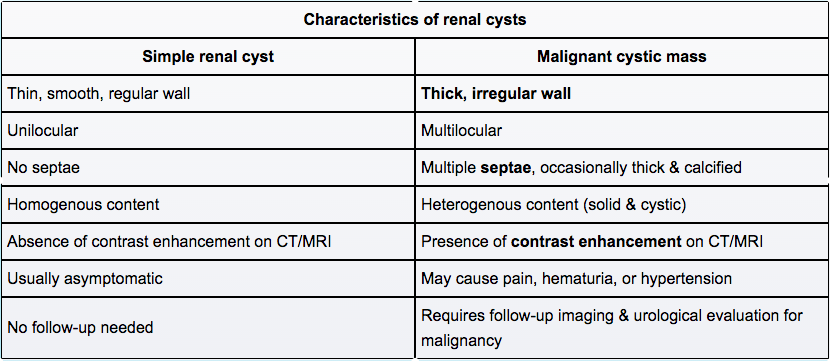 Characteristics of renal cysts
Simple renal cyst
Malignant cystic mass
Thin, smooth, regular wall
Thick, irregular wall
Unilocular
Multilocular
No septae
Multiple septae, occasionally thick & calcified
Homogenous content
Heterogenous content (solid & cystic)
Absence of contrast enhancement on CT/MRI
Presence of contrast enhancement on CT/MRI
Usually asymptomatic
May cause pain, hematuria, or hypertension
No follow-up needed
Requires follow-up imaging & urological evaluation for
malignancy